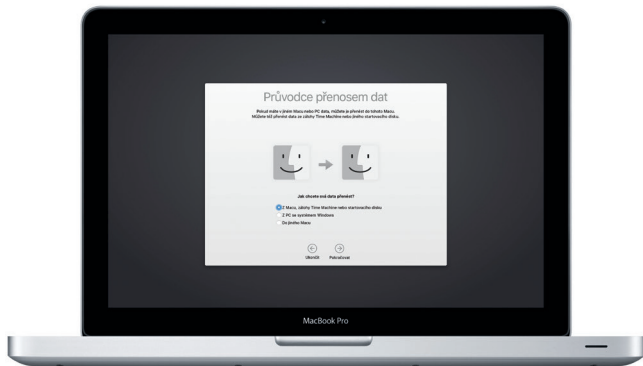 Průvodce přenosem dat
Pokud máte v jiném Macu nebo PC data, můžete je přenést do tohoto Macu.
Můžete též přenést data ze zálohy Time Machine nebo jiného startovacího disku.
Jak chcete svá data přenést?
Z Macu, zálohy Time Machine nebo startovacího disku
Z PC se systémem Windows
Do jiného Macu
Ukončit Pokračovat
MacBook Pro